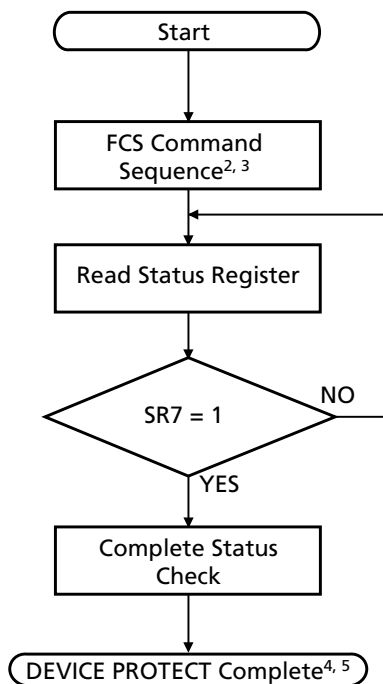 Start
FCS Command
Sequence2, 3
Read Status Register
SR7 = 1
NO
YES
Complete Status
Check
DEVICE PROTECT Complete4, 5